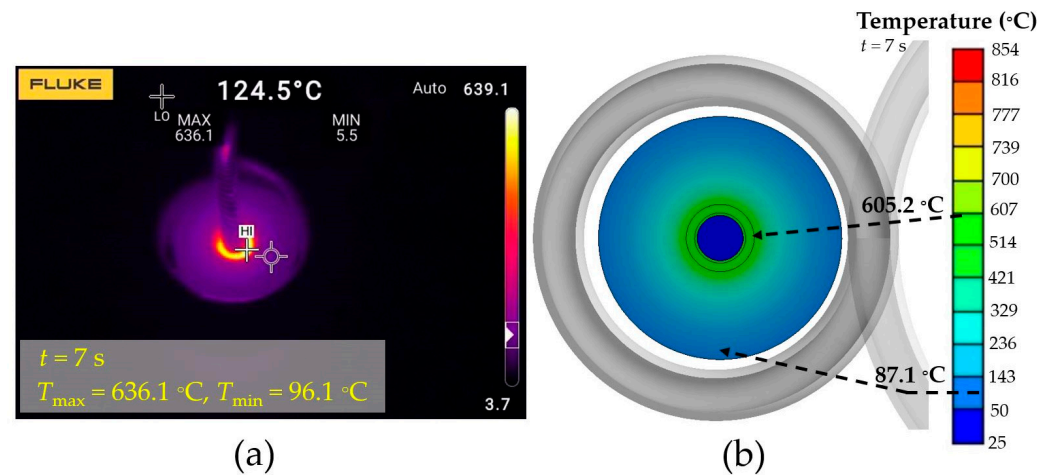 FLUKE
124.5°C
Auto 639.1
LO
MAX
636.1
MIN
5.5
HI
t = 7 s
Tmax = 636.1 °C, Tmin = 96.1 °C
3.7
(a)
Temperature (°C)
t = 7 s
854
816
777
739
700
607
514
421
329
236
143
50
25
605.2 °C
87.1 °C
(b)